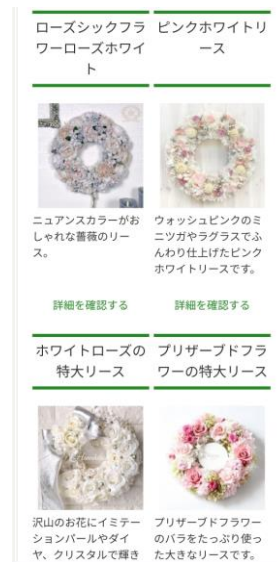 ローズシックフラ
ワーローズホワイ
ト
ニュアンスカラーがお
しゃれな薔薇のリー
ス。
詳細を確認する
ピンクホワイトリ
ース
ウォッシュピンクのミ
ニツガやラグラスでふ
んわり仕上げたピンク
ホワイトリースです。
詳細を確認する
ホワイトローズの
特大リース
沢山のお花にイミテー
ションパールやダイ
ヤ、クリスタルで輝き
プリザーブドフラ
ワーの特大リース
プリザーブドフラワー
のバラをたっぷり使っ
た大きなリースです。